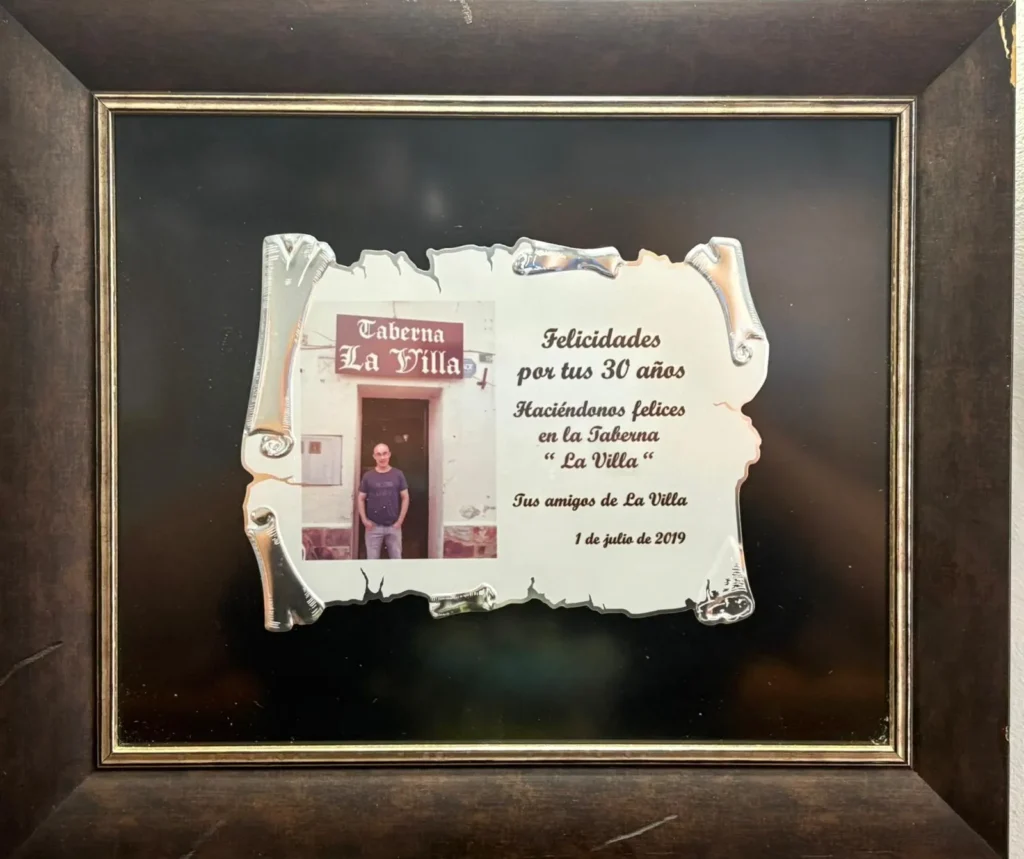 Taberna
La Villa
Felicidades
por tus 30 años
Haciéndonos felices
en la Taberna
“ La Villa “
Tus amigos de La Villa
1 de julio de 2019